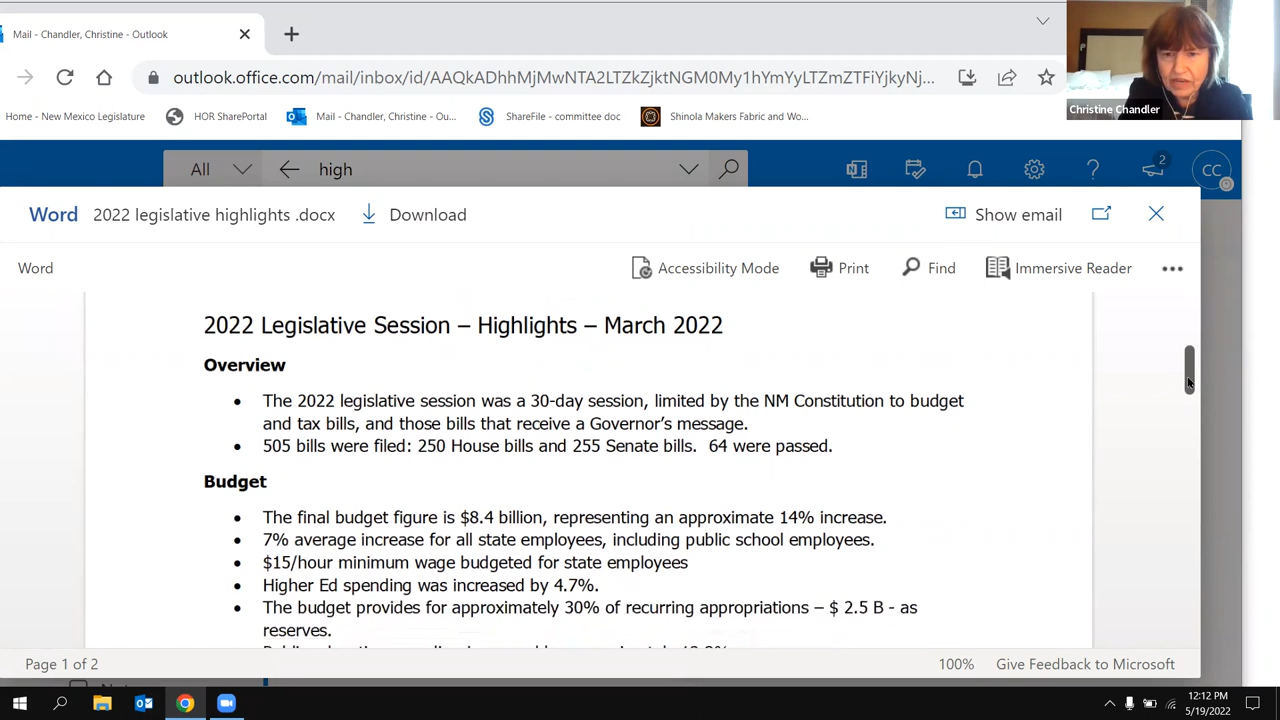 Mail - Chandler, Christine - Outlook
outlook.office.com/mail/inbox/id/AAQkADhhMjMwNTA2LTZkZjktNGM0My1hYmYyLTZmZTFiYjkyNj...
Christine Chandler
Home - New Mexico Legislature HOR SharePortal Mail - Chandler, Christine - Ou... ShareFile - committee doc Shinola Makers Fabric and Wo...
All high 2 CC
Word 2022 legislative highlights .docx Download Show email
Word Accessibility Mode Print Find Immersive Reader
2022 Legislative Session – Highlights – March 2022
Overview
• The 2022 legislative session was a 30-day session, limited by the NM Constitution to budget
and tax bills, and those bills that receive a Governor's message.
• 505 bills were filed: 250 House bills and 255 Senate bills.  64 were passed.
Budget
• The final budget figure is $8.4 billion, representing an approximate 14% increase.
• 7% average increase for all state employees, including public school employees.
• $15/hour minimum wage budgeted for state employees
• Higher Ed spending was increased by 4.7%.
• The budget provides for approximately 30% of recurring appropriations – $ 2.5 B - as
reserves.
Page 1 of 2 100% Give Feedback to Microsoft
12:12 PM
5/19/2022